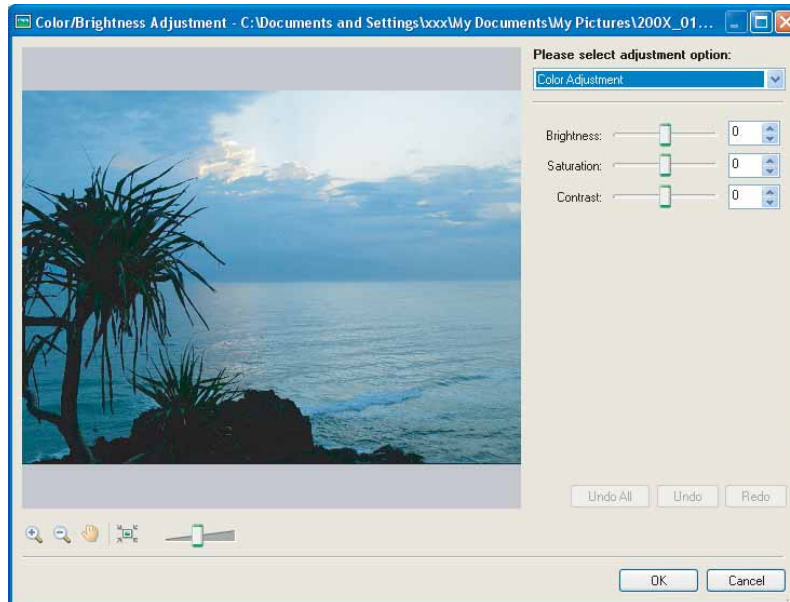 Color/Brightness Adjustment - C:\Documents and Settings\xxx\My Documents\My Pictures\200X_01...
Please select adjustment option:
Color Adjustment
Brightness: 0
Saturation: 0
Contrast: 0
Undo All Undo Redo
OK Cancel